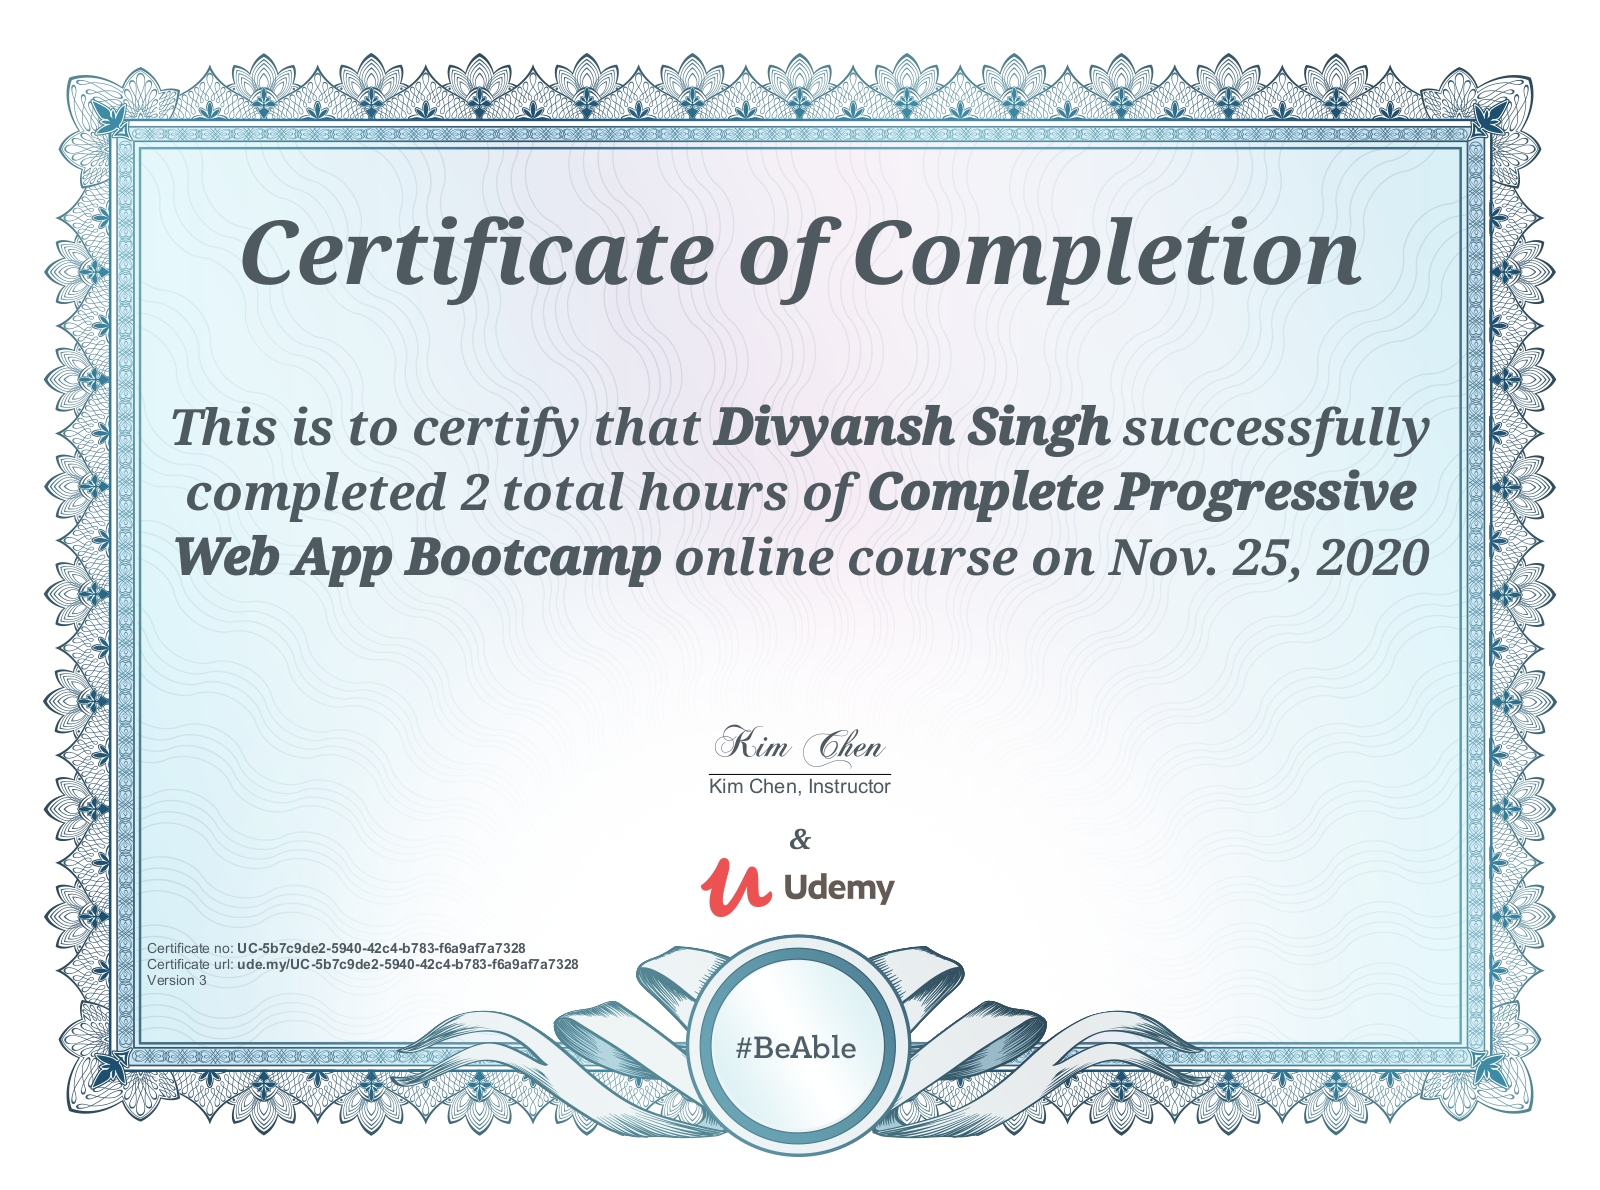 Certificate of Completion
This is to certify that Divyansh Singh successfully
completed 2 total hours of Complete Progressive
Web App Bootcamp online course on Nov. 25, 2020
Kim Chen
Kim Chen, Instructor
&
Udemy
Certificate no: UC-5b7c9de2-5940-42c4-b783-f6a9af7a7328
Certificate url: ude.my/UC-5b7c9de2-5940-42c4-b783-f6a9af7a7328
Version 3
#BeAble